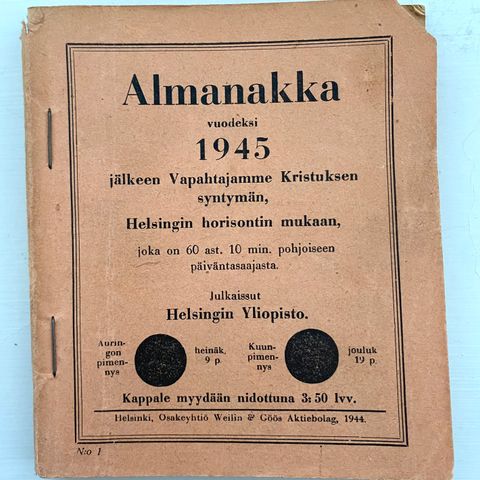 Almanakka
vuodeksi
1945
jälkeen Vapahtajamme Kristuksen
syntymän,
Helsingin horisontin mukaan,
joka on 60 ast. 10 min. pohjoiseen
päiväntasaajasta.
Julkaissut
Helsingin Yliopisto.
Aurin-
gon
pimen-
nys
heinäk.
9 p.
Kuun-
pimen-
nys
jouluk
19 p.
Kappale myydään nidottuna 3:50 lvv.
Helsinki, Osakeyhtiö Weilin & Göös Aktiebolag, 1944.
N:o 1